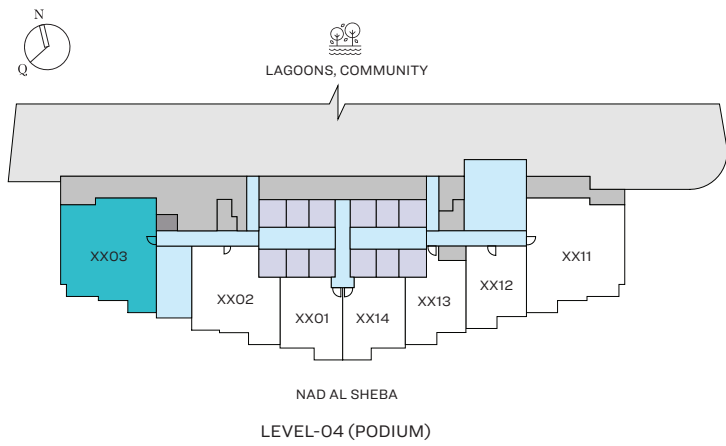 N
Q
LAGOONS, COMMUNITY
XX03
XX02
XX01
XX14
XX13
XX12
XX11
NAD AL SHEBA
LEVEL-04 (PODIUM)